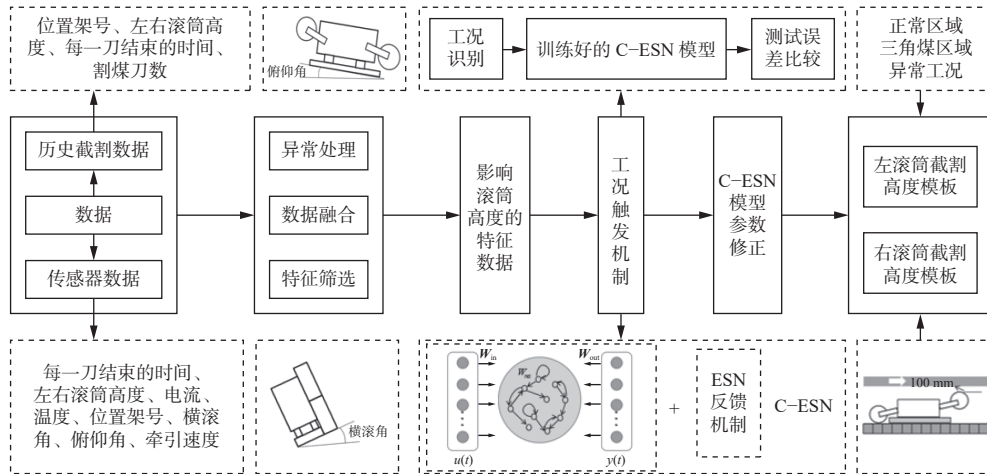 位置架号、左右滚筒高
度、每一刀结束的时间、
割煤刀数
俯仰角
工况
识别
训练好的 C−ESN 模型
测试误
差比较
正常区域
三角煤区域
异常工况
历史截割数据
数据
传感器数据
异常处理
数据融合
特征筛选
影响
滚筒
高度的
特征
数据
工
况
触
发
机
制
C−ESN
模型
参数
修正
左滚筒截割
高度模板
右滚筒截割
高度模板
每一刀结束的时间、
左右滚筒高度、电流、
温度、位置架号、横滚
角、俯仰角、牵引速度
横滚角
W_in
W_res
W_out
u(t)
y(t)
+
ESN
反馈
机制
C−ESN
100 mm